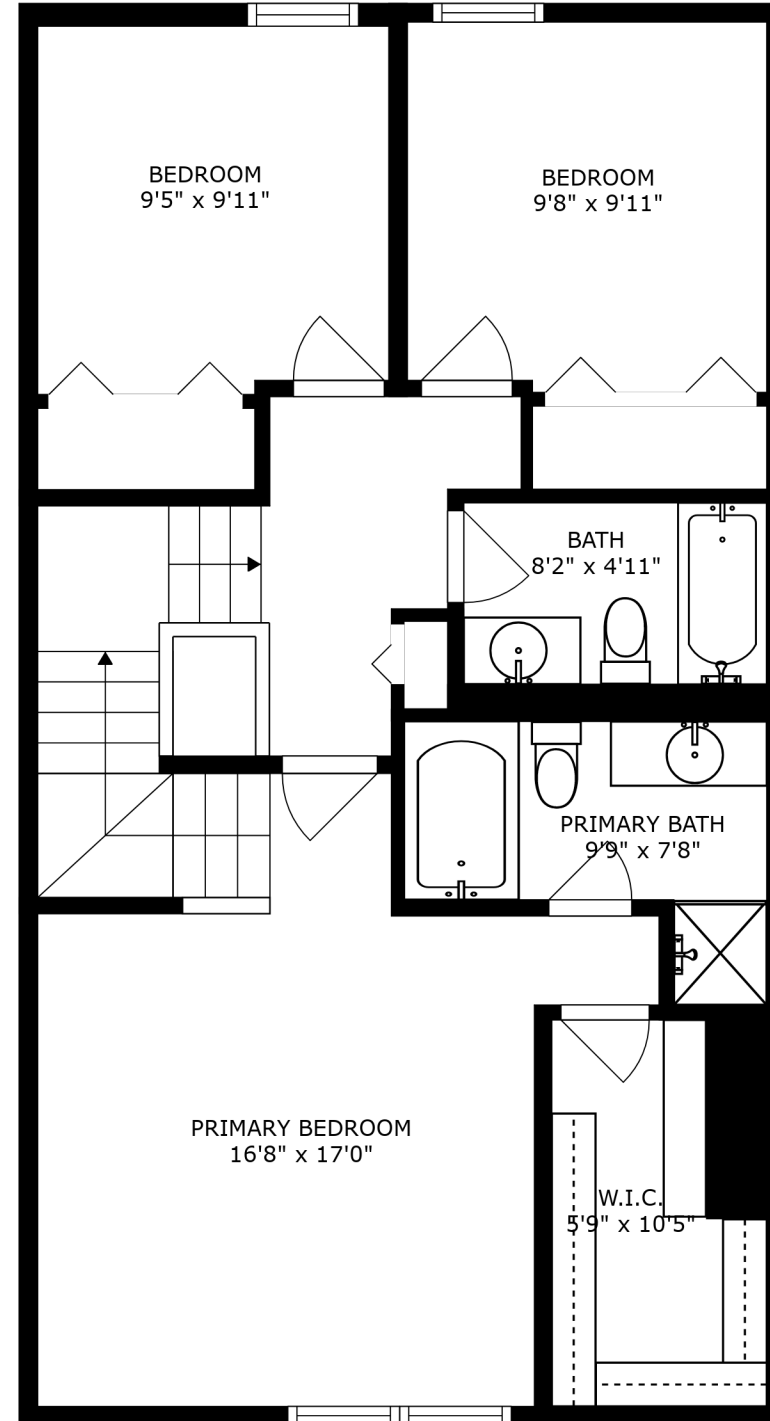 BEDROOM
9'5" x 9'11"
BEDROOM
9'8" x 9'11"
BATH
8'2" x 4'11"
PRIMARY BATH
9'9" x 7'8"
PRIMARY BEDROOM
16'8" x 17'0"
W.I.C.
5'9" x 10'5"